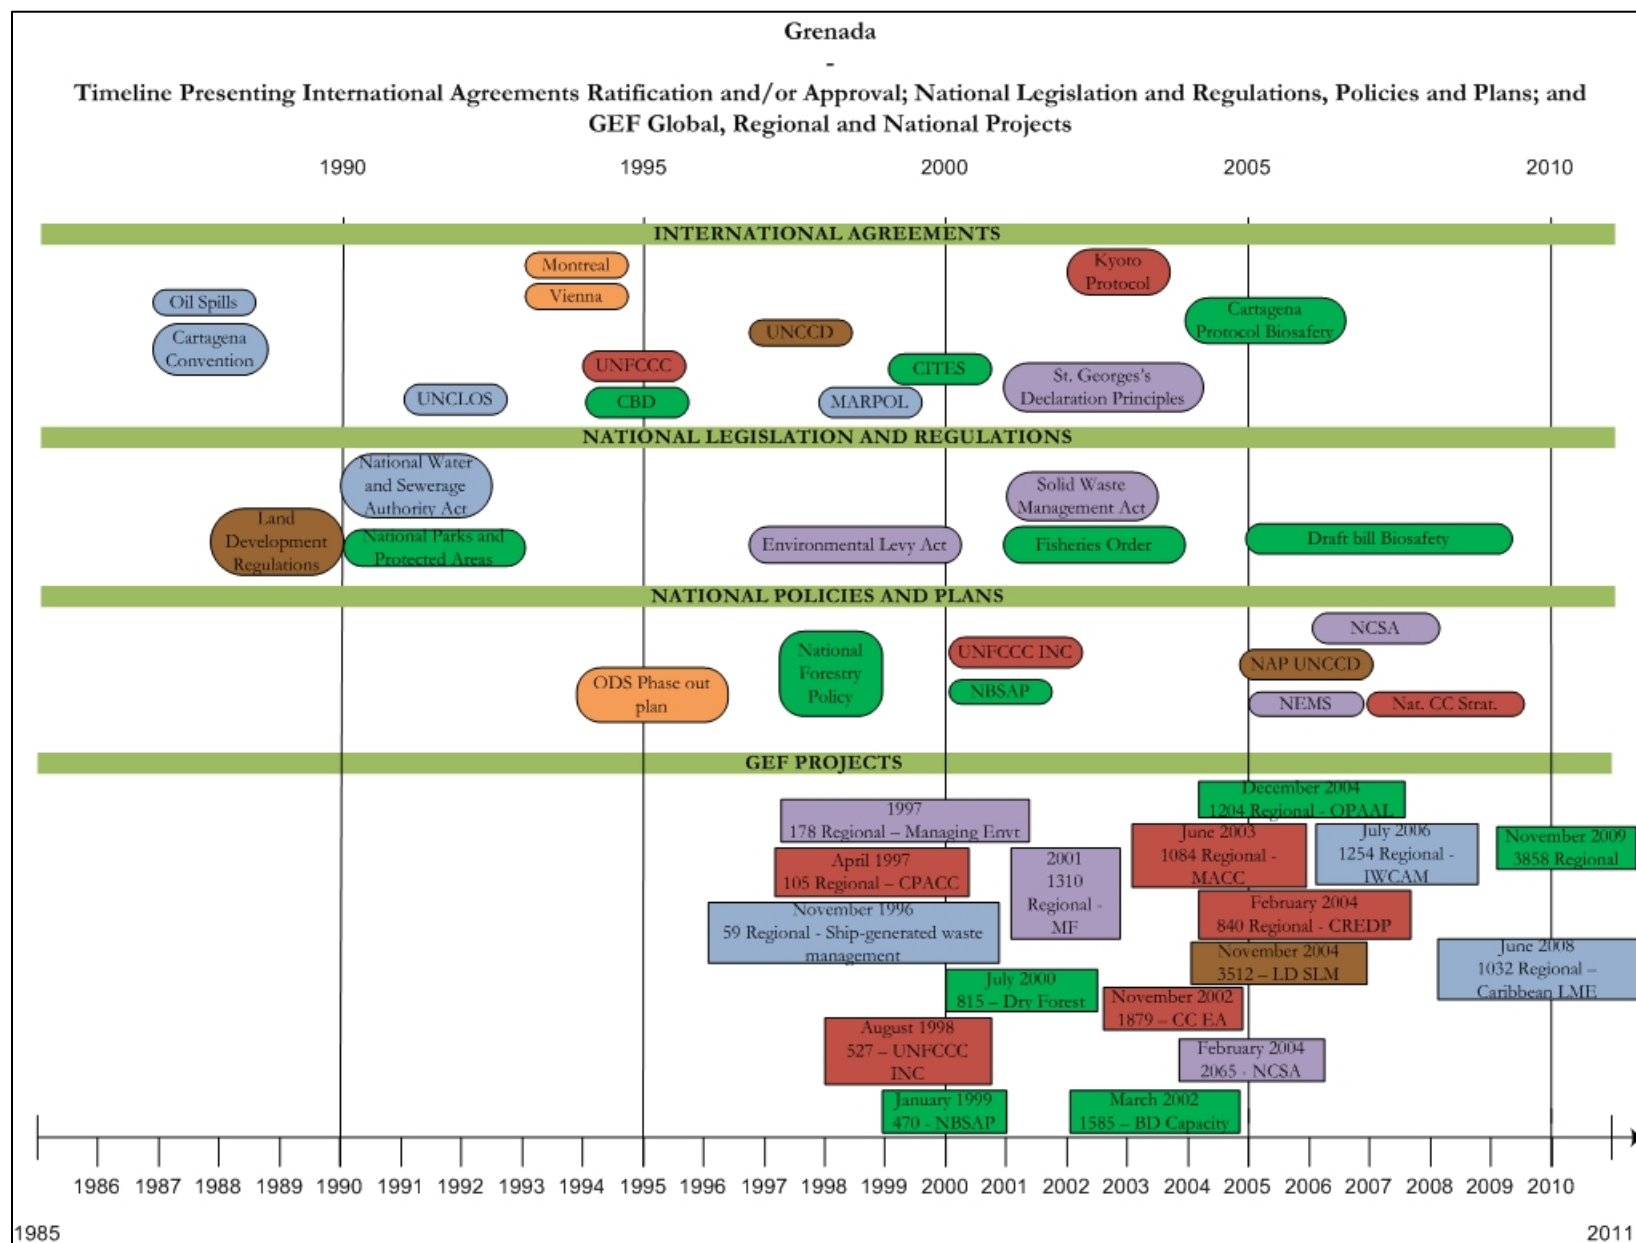 Grenada
-
Timeline Presenting International Agreements Ratification and/or Approval; National Legislation and Regulations, Policies and Plans; and
GEF Global, Regional and National Projects
1990
1995
2000
2005
2010
INTERNATIONAL AGREEMENTS
Montreal
Vienna
Oil Spills
Cartagena
Convention
UNCLOS
UNFCCC
CBD
UNCCD
MARPOL
CITES
Kyoto
Protocol
St. Georges's
Declaration Principles
Cartagena
Protocol Biosafety
NATIONAL LEGISLATION AND REGULATIONS
National Water
and Sewerage
Authority Act
Land
Development
Regulations
National Parks and
Protected Areas
Environmental Levy Act
Solid Waste
Management Act
Fisheries Order
Draft bill Biosafety
NATIONAL POLICIES AND PLANS
ODS Phase out
plan
National
Forestry
Policy
UNFCCC INC
NBSAP
NCSA
NAP UNCCD
NEMS
Nat. CC Strat.
GEF PROJECTS
1997
178 Regional – Managing Envt
April 1997
105 Regional – CPACC
November 1996
59 Regional - Ship-generated waste
management
2001
1310
Regional -
MF
December 2004
1204 Regional - OPAAL
June 2003
1084 Regional -
MACC
July 2006
1254 Regional -
IWCAM
November 2009
3858 Regional
February 2004
840 Regional - CREDP
November 2004
3512 – LD SLM
June 2008
1032 Regional –
Caribbean LME
July 2000
815 – Dry Forest
November 2002
1879 – CC EA
August 1998
527 – UNFCCC
INC
February 2004
2065 - NCSA
January 1999
470 - NBSAP
March 2002
1585 – BD Capacity
1986
1987
1988
1989
1990
1991
1992
1993
1994
1995
1996
1997
1998
1999
2000
2001
2002
2003
2004
2005
2006
2007
2008
2009
2010
1985
2011